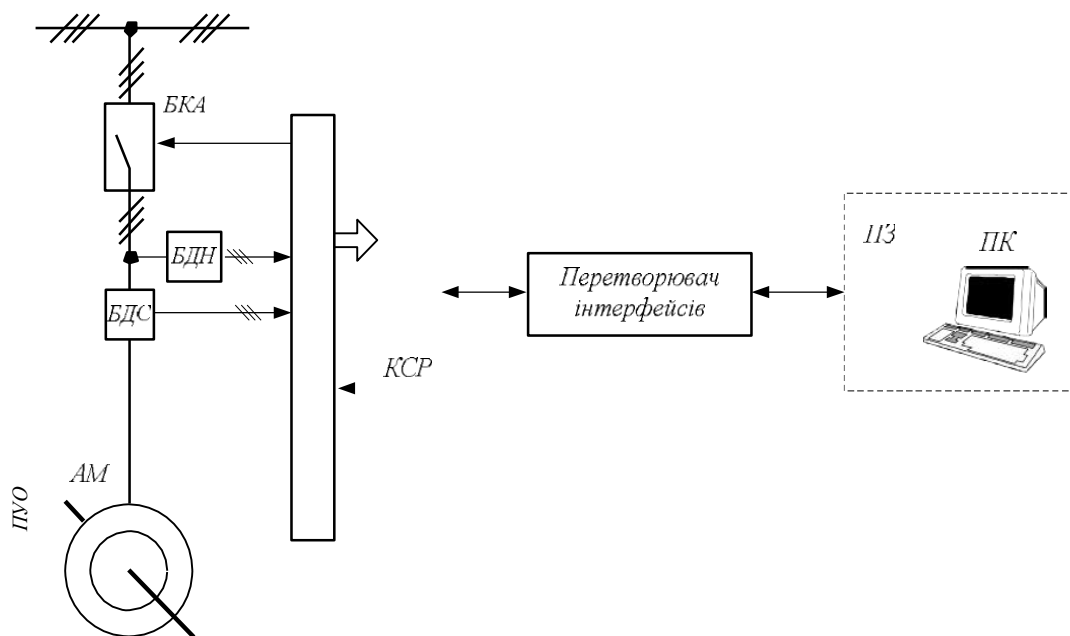 БКА
БДН
БДС
ПЗ
ПК
Перетворювач
інтерфейсів
КСР
АМ
ПУО